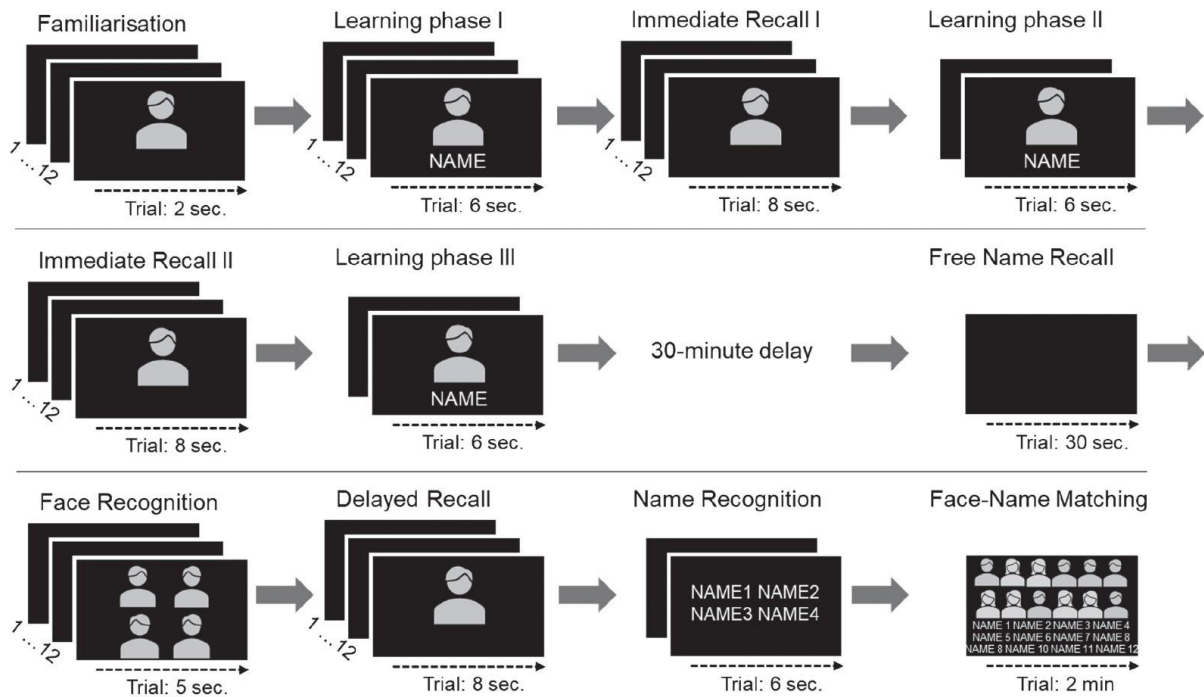 Familiarisation
Learning phase I
Immediate Recall I
Learning phase II
NAME
NAME
1 ... 12
1 ... 12
1 ... 12
Trial: 2 sec.
Trial: 6 sec.
Trial: 8 sec.
Trial: 6 sec.
Immediate Recall II
Learning phase III
Free Name Recall
30-minute delay
NAME
1 ... 12
Trial: 8 sec.
Trial: 6 sec.
Trial: 30 sec.
Face Recognition
Delayed Recall
Name Recognition
Face-Name Matching
NAME1 NAME2
NAME3 NAME4
NAME 1 NAME 2 NAME 3 NAME 4
NAME 5 NAME 6 NAME 7 NAME 8
NAME 8 NAME 10 NAME 11 NAME 12
1 ... 12
1 ... 12
Trial: 5 sec.
Trial: 8 sec.
Trial: 6 sec.
Trial: 2 min